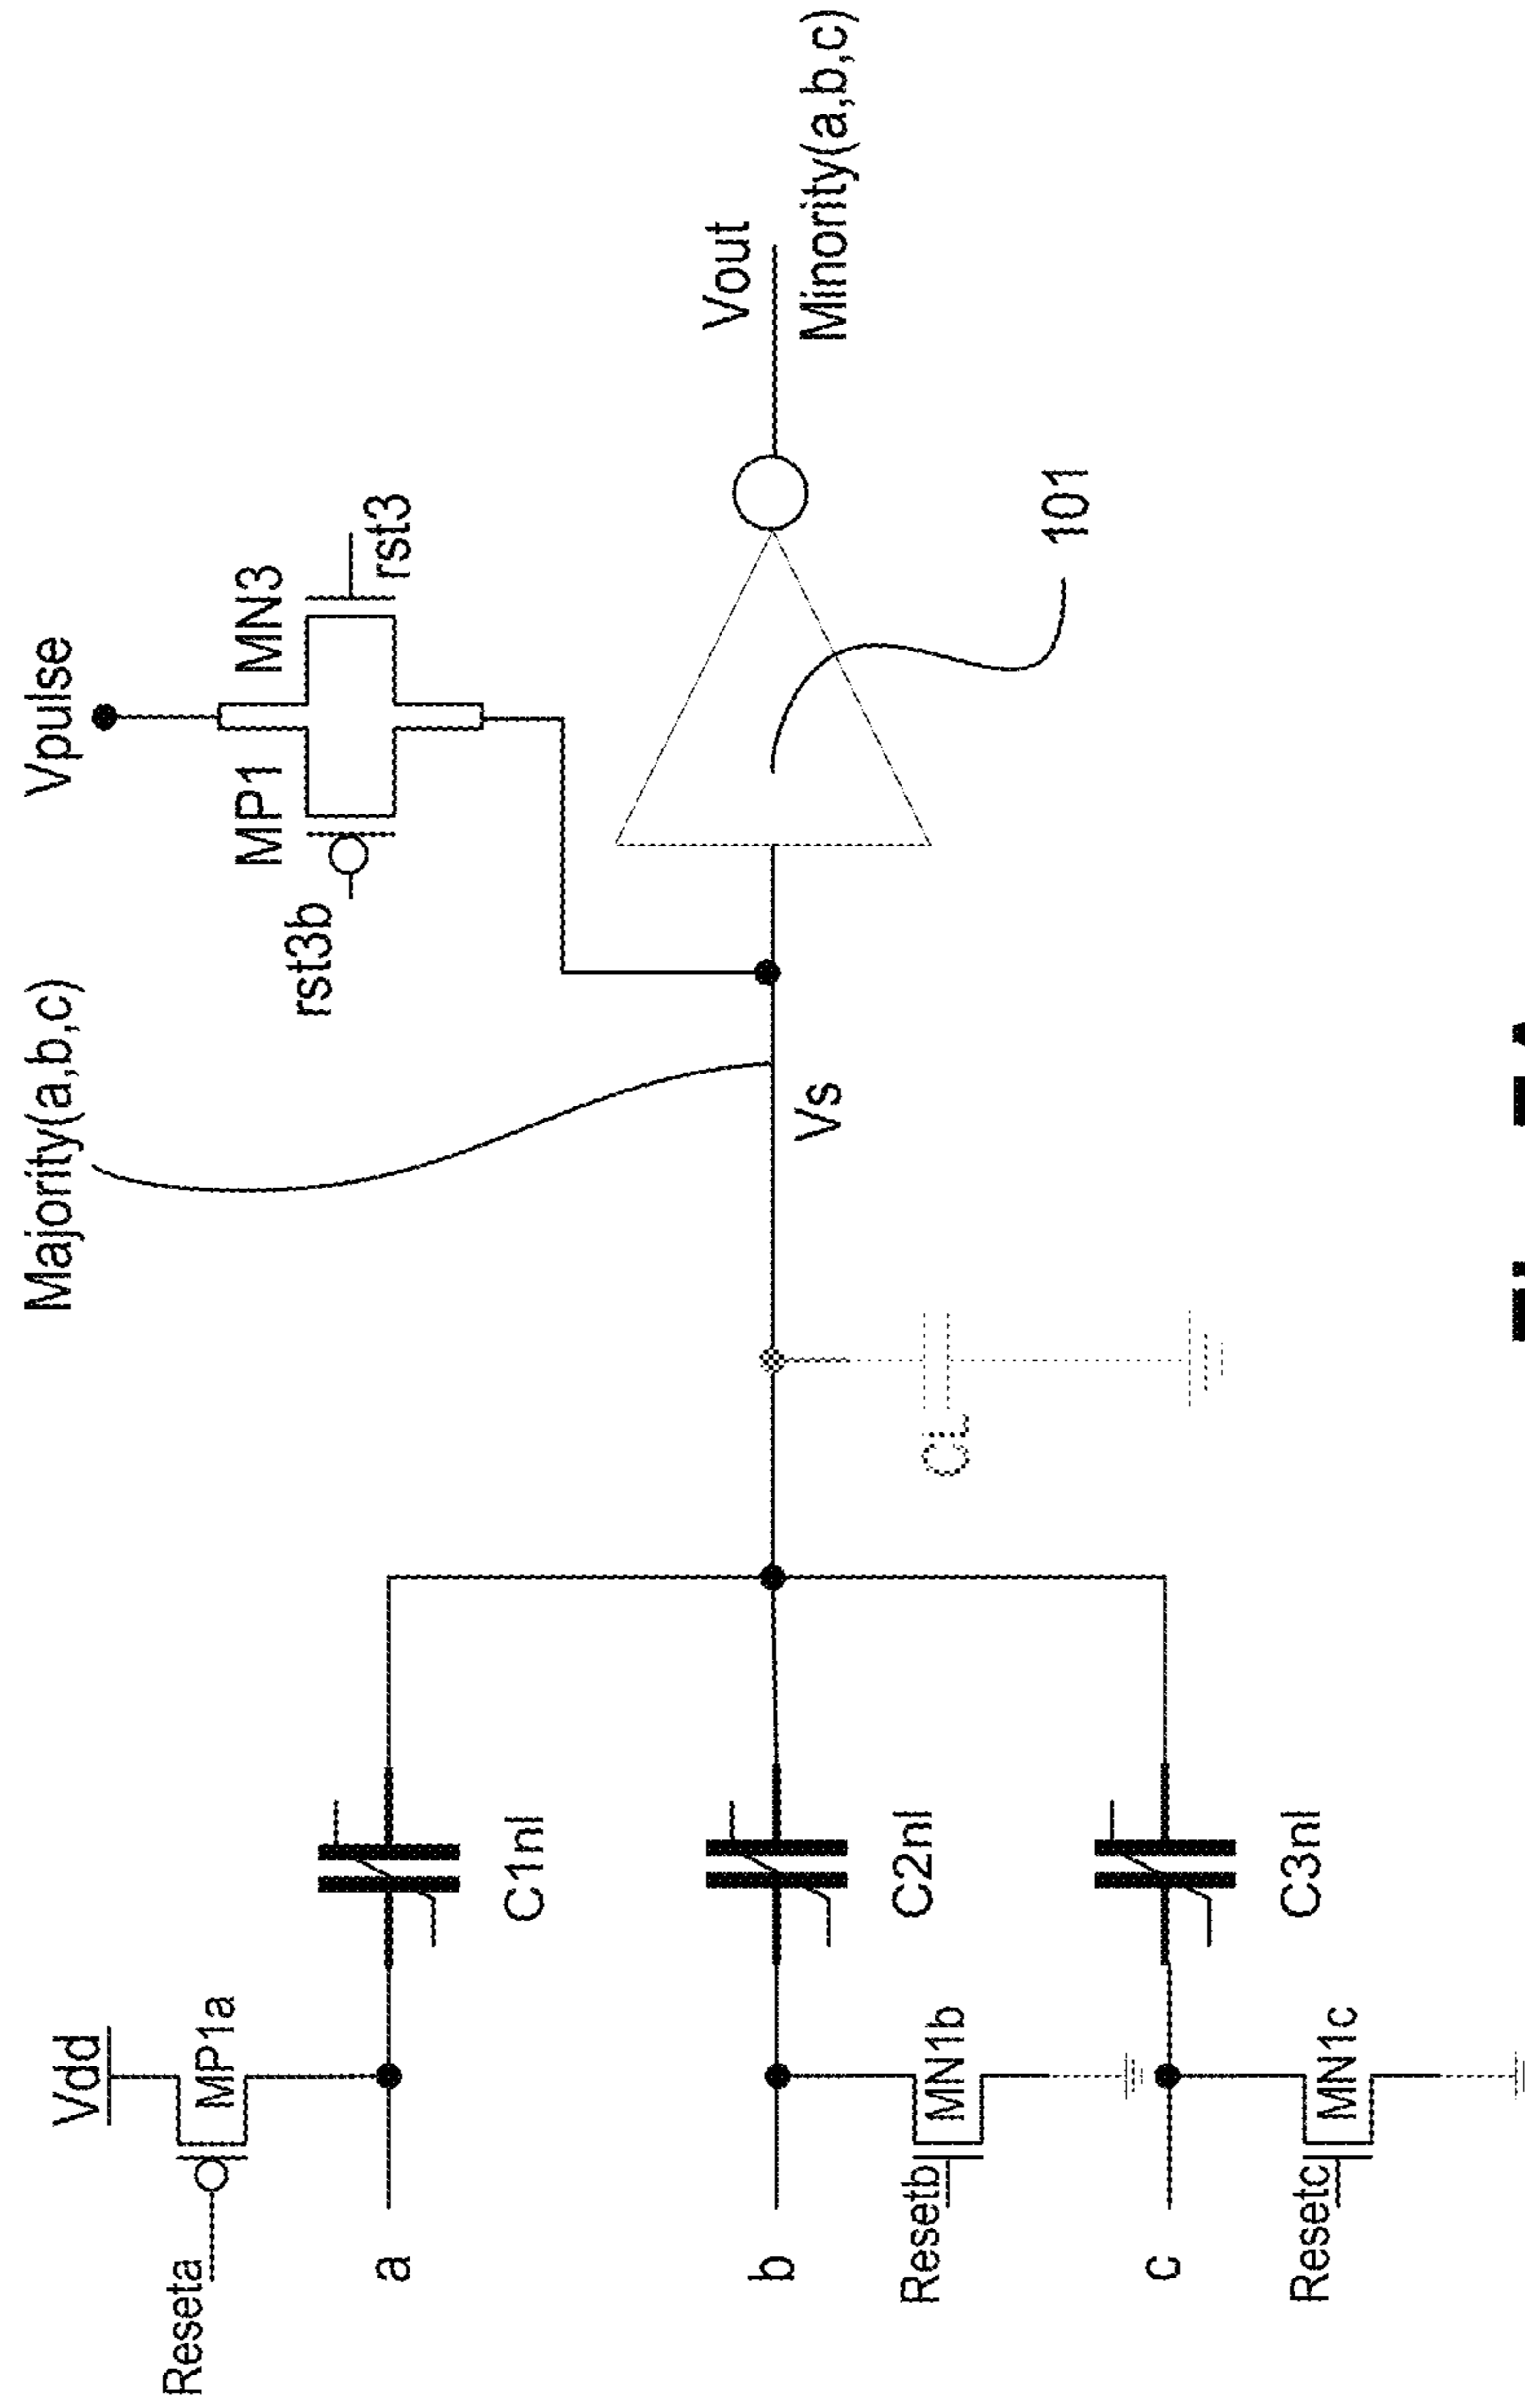 Majority(a,b,c)
Vpulse
MP1 MN3
rst3b
rst3
Vdd
Reseta
MP1a
a
C1nl
Vs
Vout
Minority(a,b,c)
b
C2nl
CL
101
Resetb
MN1b
c
C3nl
Resetc
MN1c